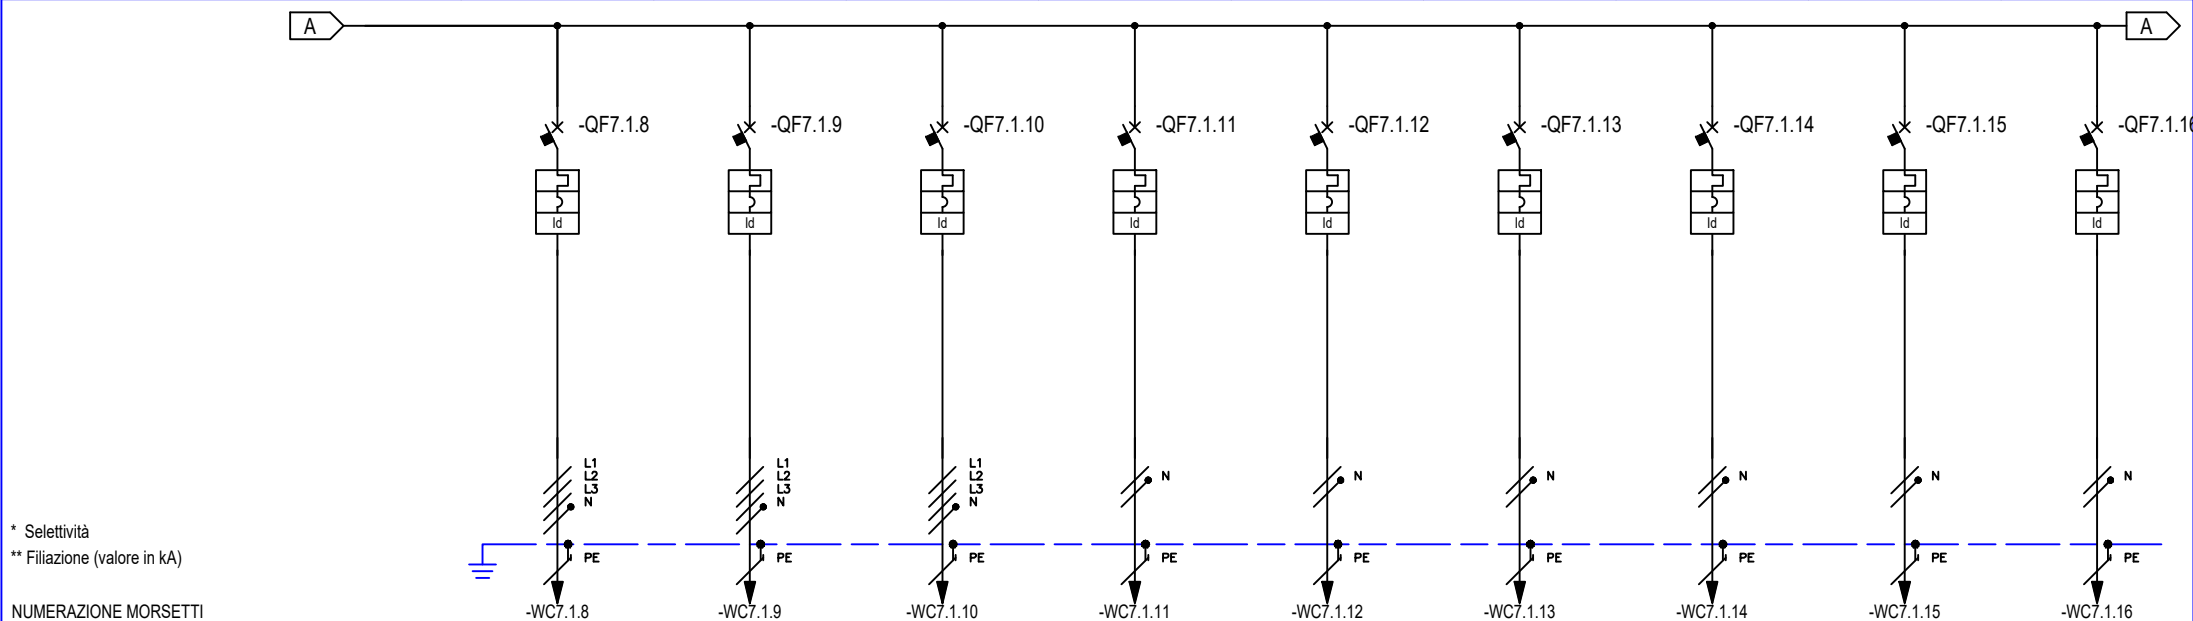 A A
-QF7.1.8 -QF7.1.9 -QF7.1.10 -QF7.1.11 -QF7.1.12 -QF7.1.13 -QF7.1.14 -QF7.1.15 -QF7.1.16
Id Id Id Id Id Id Id Id Id
L1 L1 L1
L2 L2 L2
L3 L3 L3
N N N N N N
N N N
* Selettività
** Filiazione (valore in kA)
PE PE PE PE PE PE PE PE PE
NUMERAZIONE MORSETTI -WC7.1.8 -WC7.1.9 -WC7.1.10 -WC7.1.11 -WC7.1.12 -WC7.1.13 -WC7.1.14 -WC7.1.15 -WC7.1.16